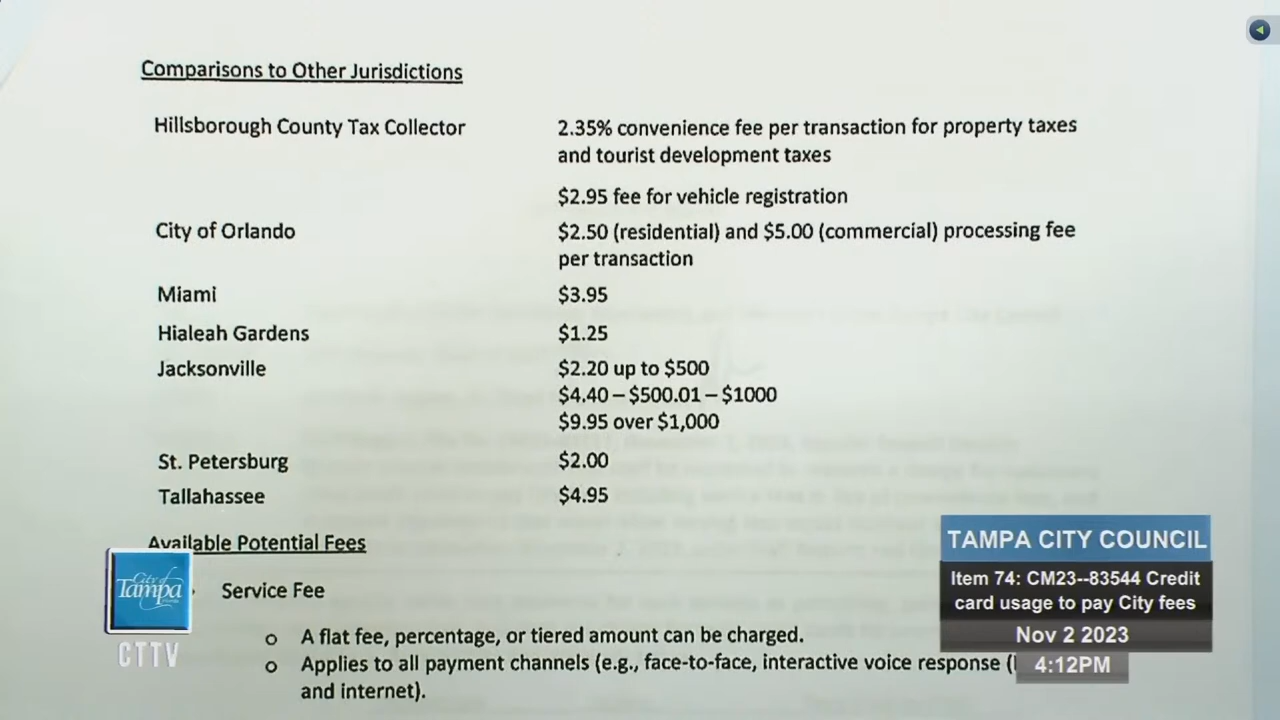 Comparisons to Other Jurisdictions
Hillsborough County Tax Collector
2.35% convenience fee per transaction for property taxes
and tourist development taxes
$2.95 fee for vehicle registration
City of Orlando
$2.50 (residential) and $5.00 (commercial) processing fee
per transaction
Miami
$3.95
Hialeah Gardens
$1.25
Jacksonville
$2.20 up to $500
$4.40 – $500.01 – $1000
$9.95 over $1,000
St. Petersburg
$2.00
Tallahassee
$4.95
Available Potential Fees
Service Fee
o A flat fee, percentage, or tiered amount can be charged.
o Applies to all payment channels (e.g., face-to-face, interactive voice response (
and internet).
City of
Tampa
CTTV
TAMPA CITY COUNCIL
Item 74: CM23--83544 Credit
card usage to pay City fees
Nov 2 2023
4:12PM